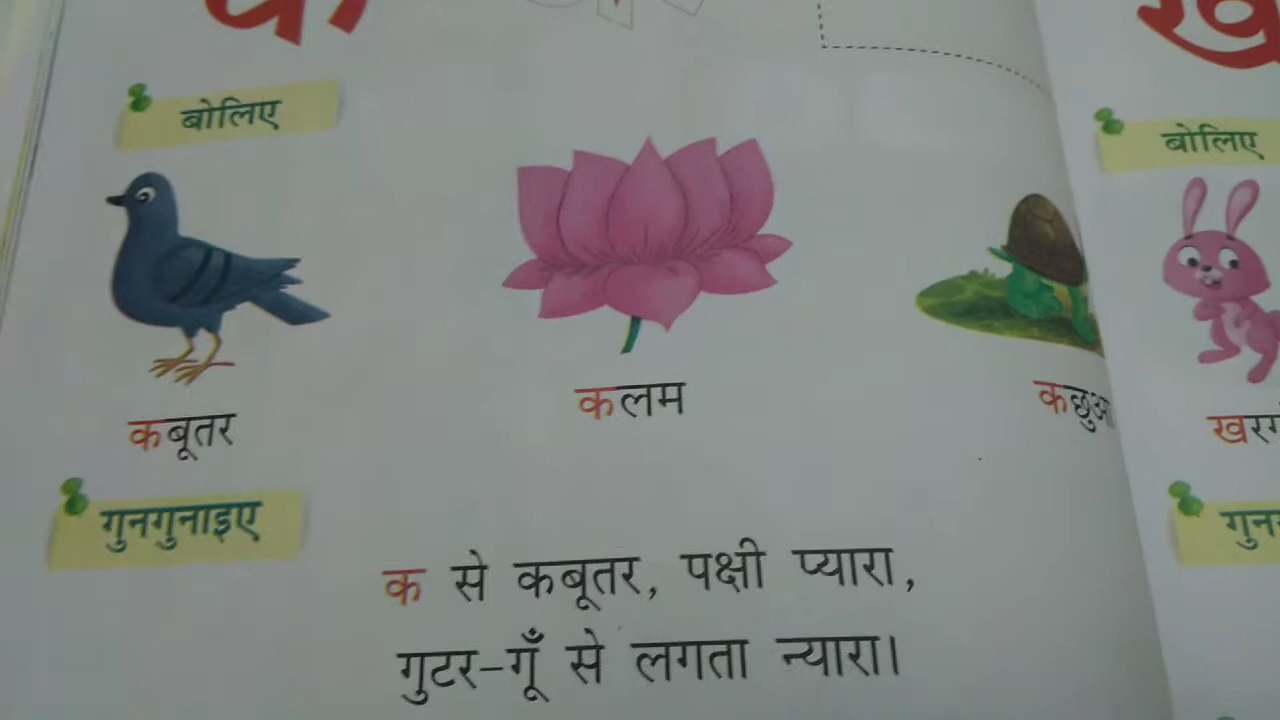 बोलिए
कबूतर
कलम
गुनगुनाइए
क से कबूतर, पक्षी प्यारा,
गुटर-गूँ से लगता न्यारा।
ख
बोलिए